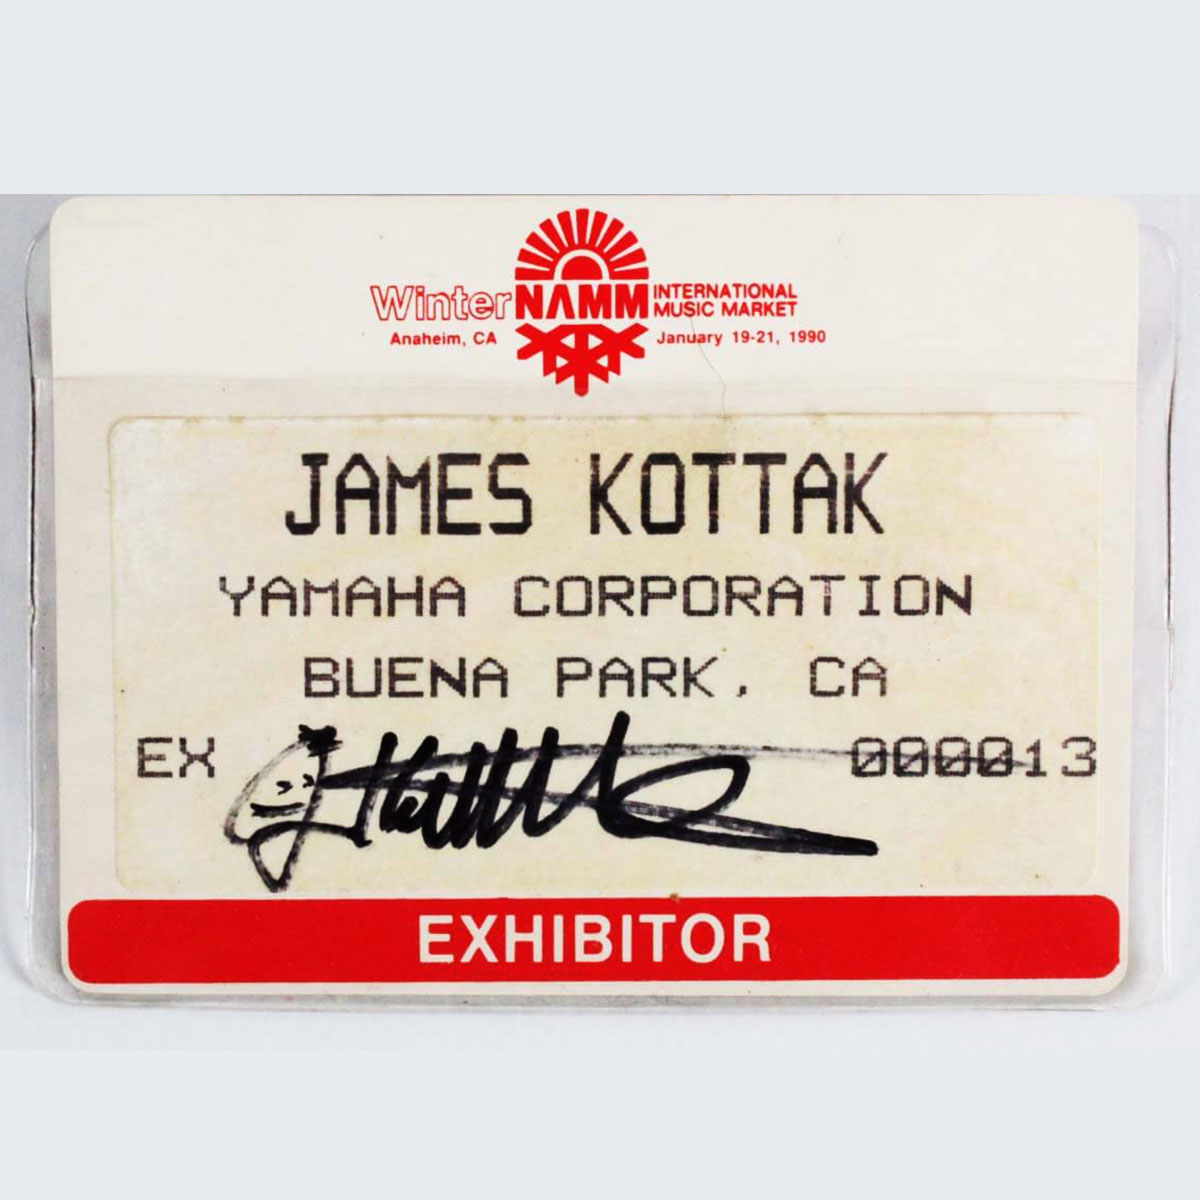 Winter NAMM INTERNATIONAL
MUSIC MARKET
Anaheim, CA January 19-21, 1990
JAMES KOTTAK
YAMAHA CORPORATION
BUENA PARK, CA
EX 000013
EXHIBITOR